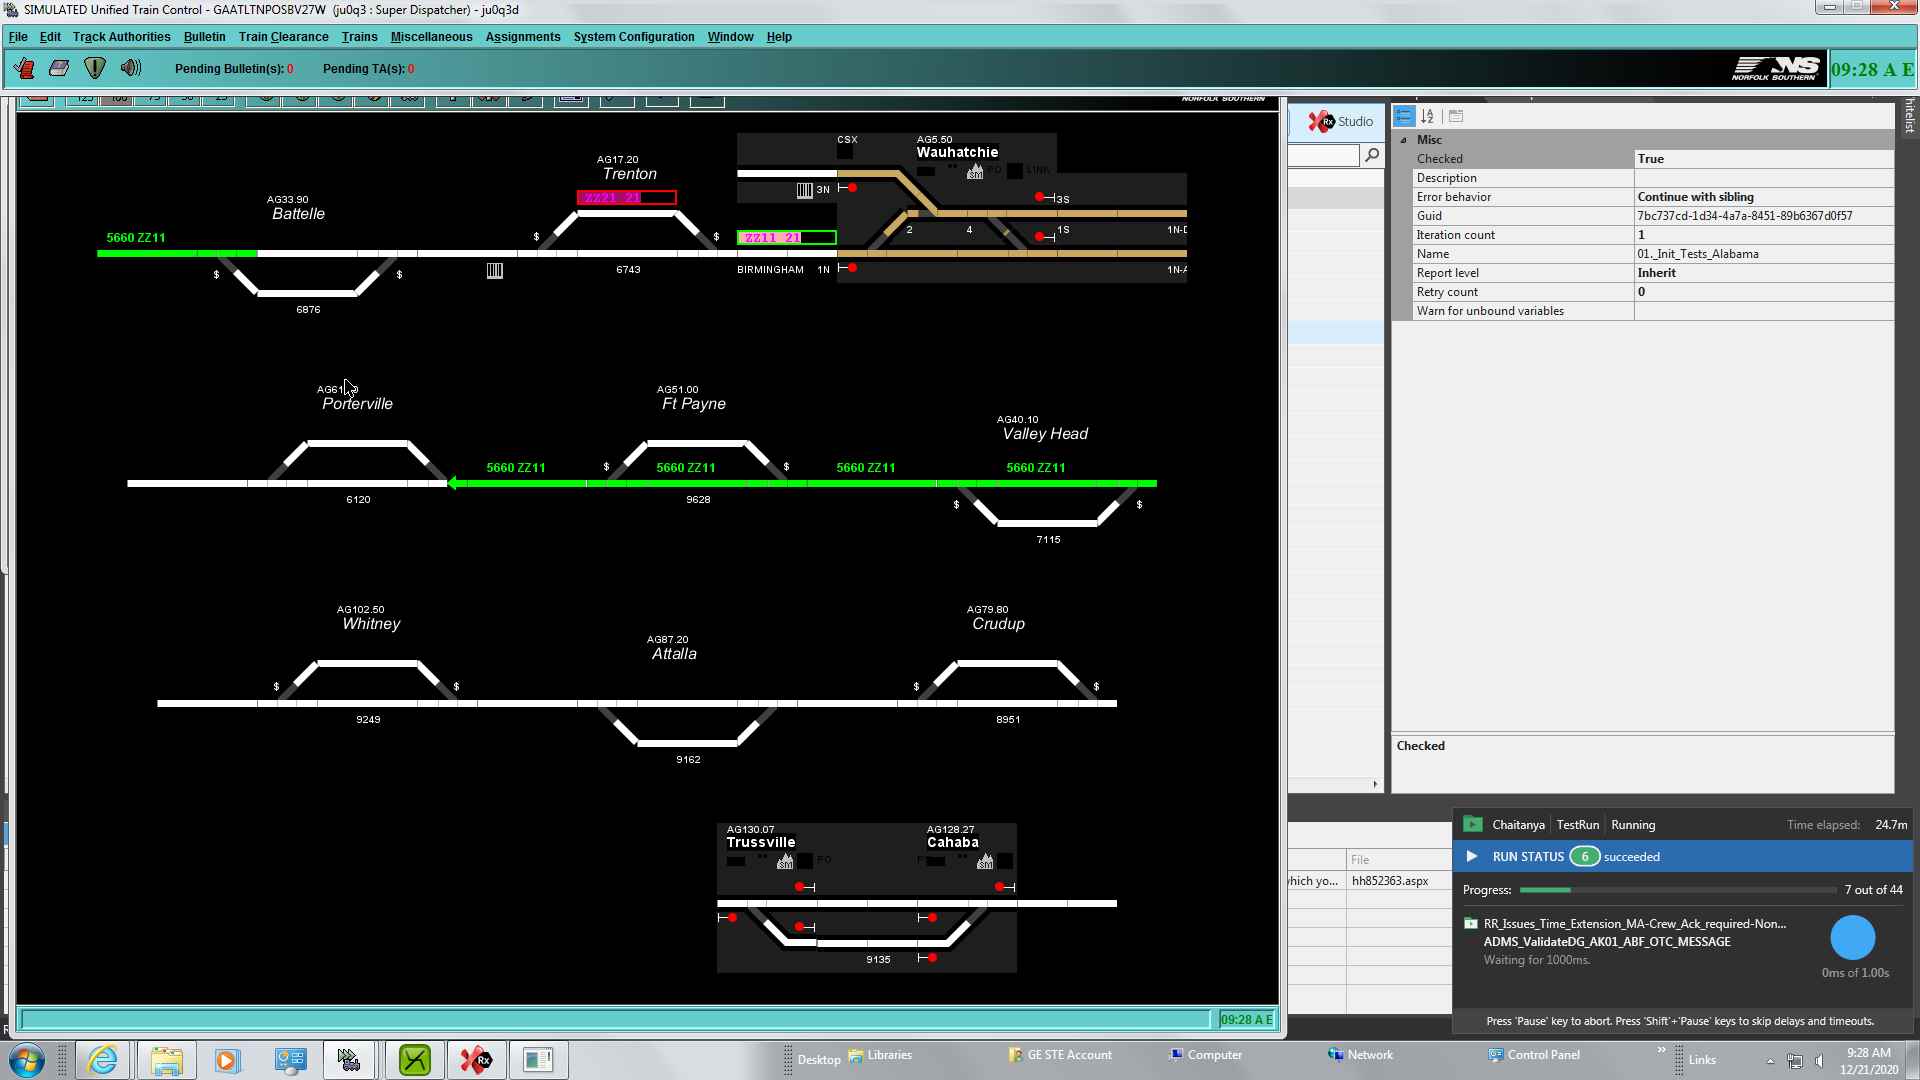 SIMULATED Unified Train Control - GAATLTNPOSBV27W (ju0q3 : Super Dispatcher) - ju0q3d
File Edit Track Authorities Bulletin Train Clearance Trains Miscellaneous Assignments System Configuration Window Help
Pending Bulletin(s): 0 Pending TA(s): 0
NORFOLK SOUTHERN
NS
09:28 A E
NORFOLK SOUTHERN
CSX
AG5.50
Wauhatchie
SM
LINK
3N
3S
2
4
1S
1N-D
BIRMINGHAM 1N
1N-A
AG17.20
Trenton
ZZ21 21
ZZ11 21
$ $
6743
AG33.90
Battelle
5660 ZZ11
$ $
6876
Porterville
6120
AG51.00
Ft Payne
5660 ZZ11 $ 5660 ZZ11 $ 5660 ZZ11 5660 ZZ11
9628
AG40.10
Valley Head
$ $
7115
AG102.50
Whitney
$ $
9249
AG87.20
Attalla
9162
AG79.80
Crudup
$ $
8951
AG130.07
Trussville
SM
PO
AG128.27
Cahaba
SM
9135
09:28 A E
Rx Studio
hitelist
Misc
Checked True
Description
Error behavior Continue with sibling
Guid 7bc737cd-1d34-4a7a-8451-89b6367d0f57
Iteration count 1
Name 01._Init_Tests_Alabama
Report level Inherit
Retry count 0
Warn for unbound variables
Checked
File
which yo... hh852363.aspx
Chaitanya TestRun Running Time elapsed: 24.7m
RUN STATUS 6 succeeded
Progress: 7 out of 44
RR_Issues_Time_Extension_MA-Crew_Ack_required-Non...
ADMS_ValidateDG_AK01_ABF_OTC_MESSAGE
Waiting for 1000ms.
0ms of 1.00s
Press 'Pause' key to abort. Press 'Shift'+'Pause' keys to skip delays and timeouts.
Desktop Libraries GE STE Account Computer Network Control Panel » Links
9:28 AM
12/21/2020